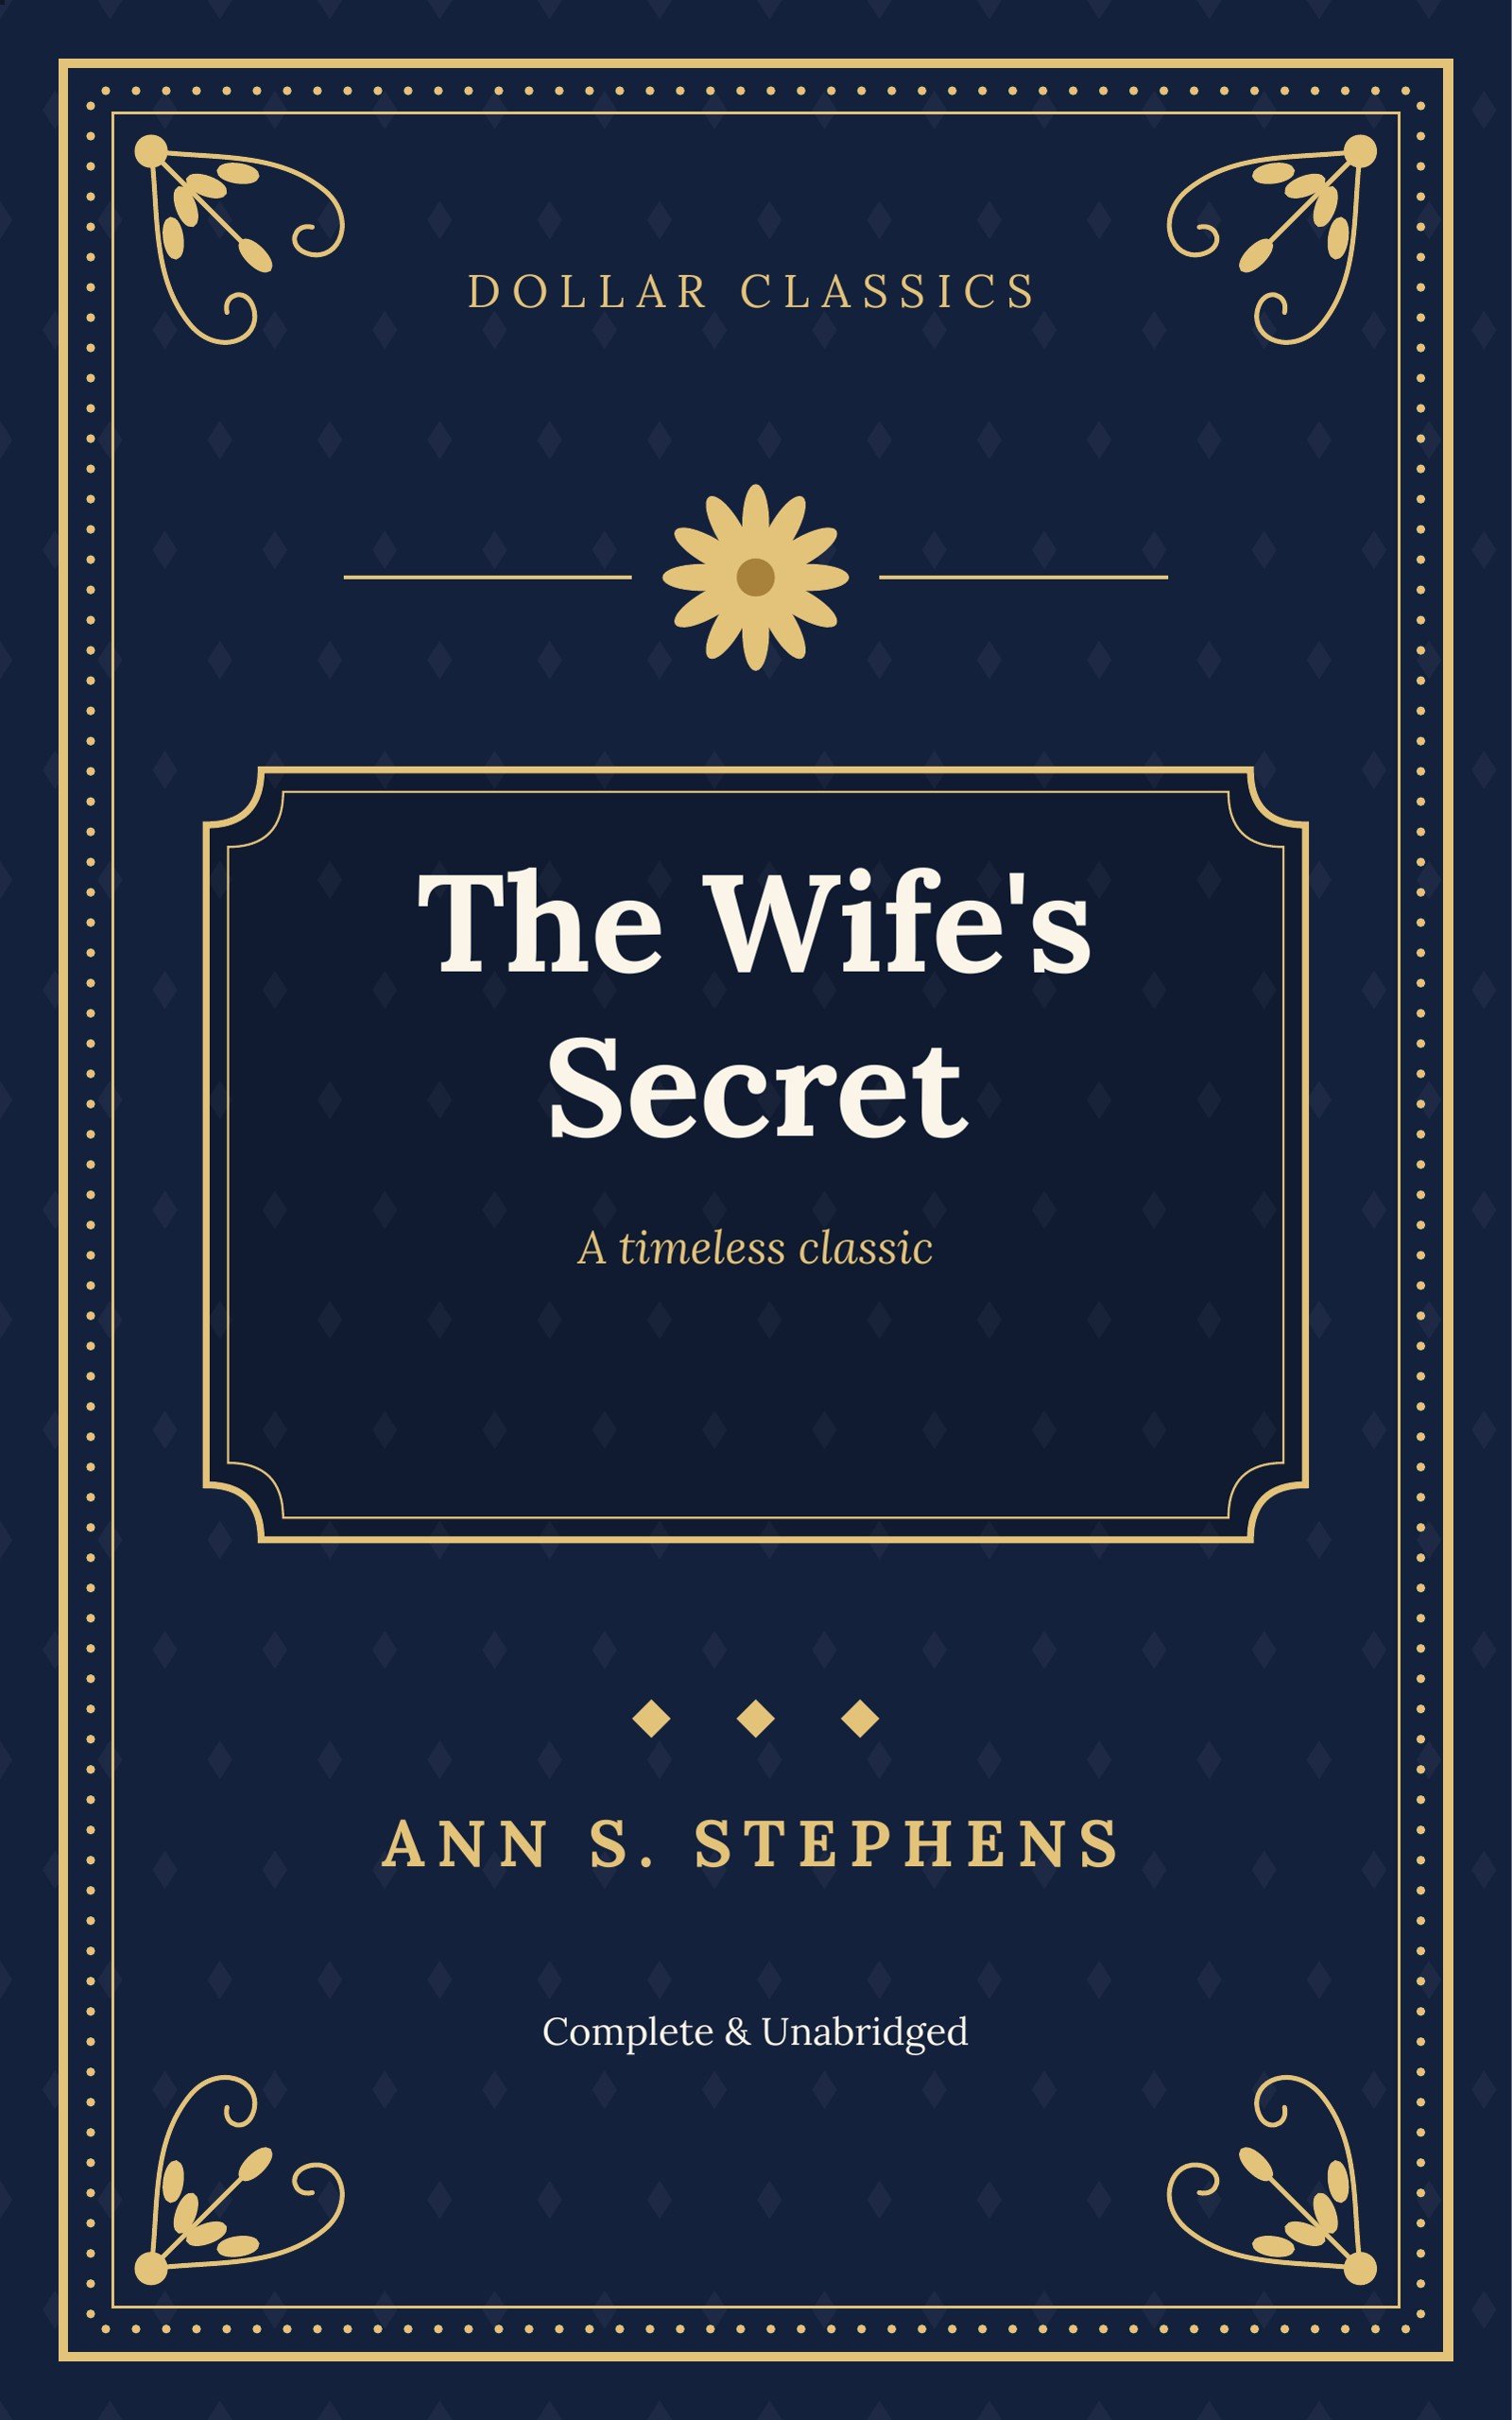 DOLLAR CLASSICS
The Wife's
Secret
A timeless classic
ANN S. STEPHENS
Complete & Unabridged